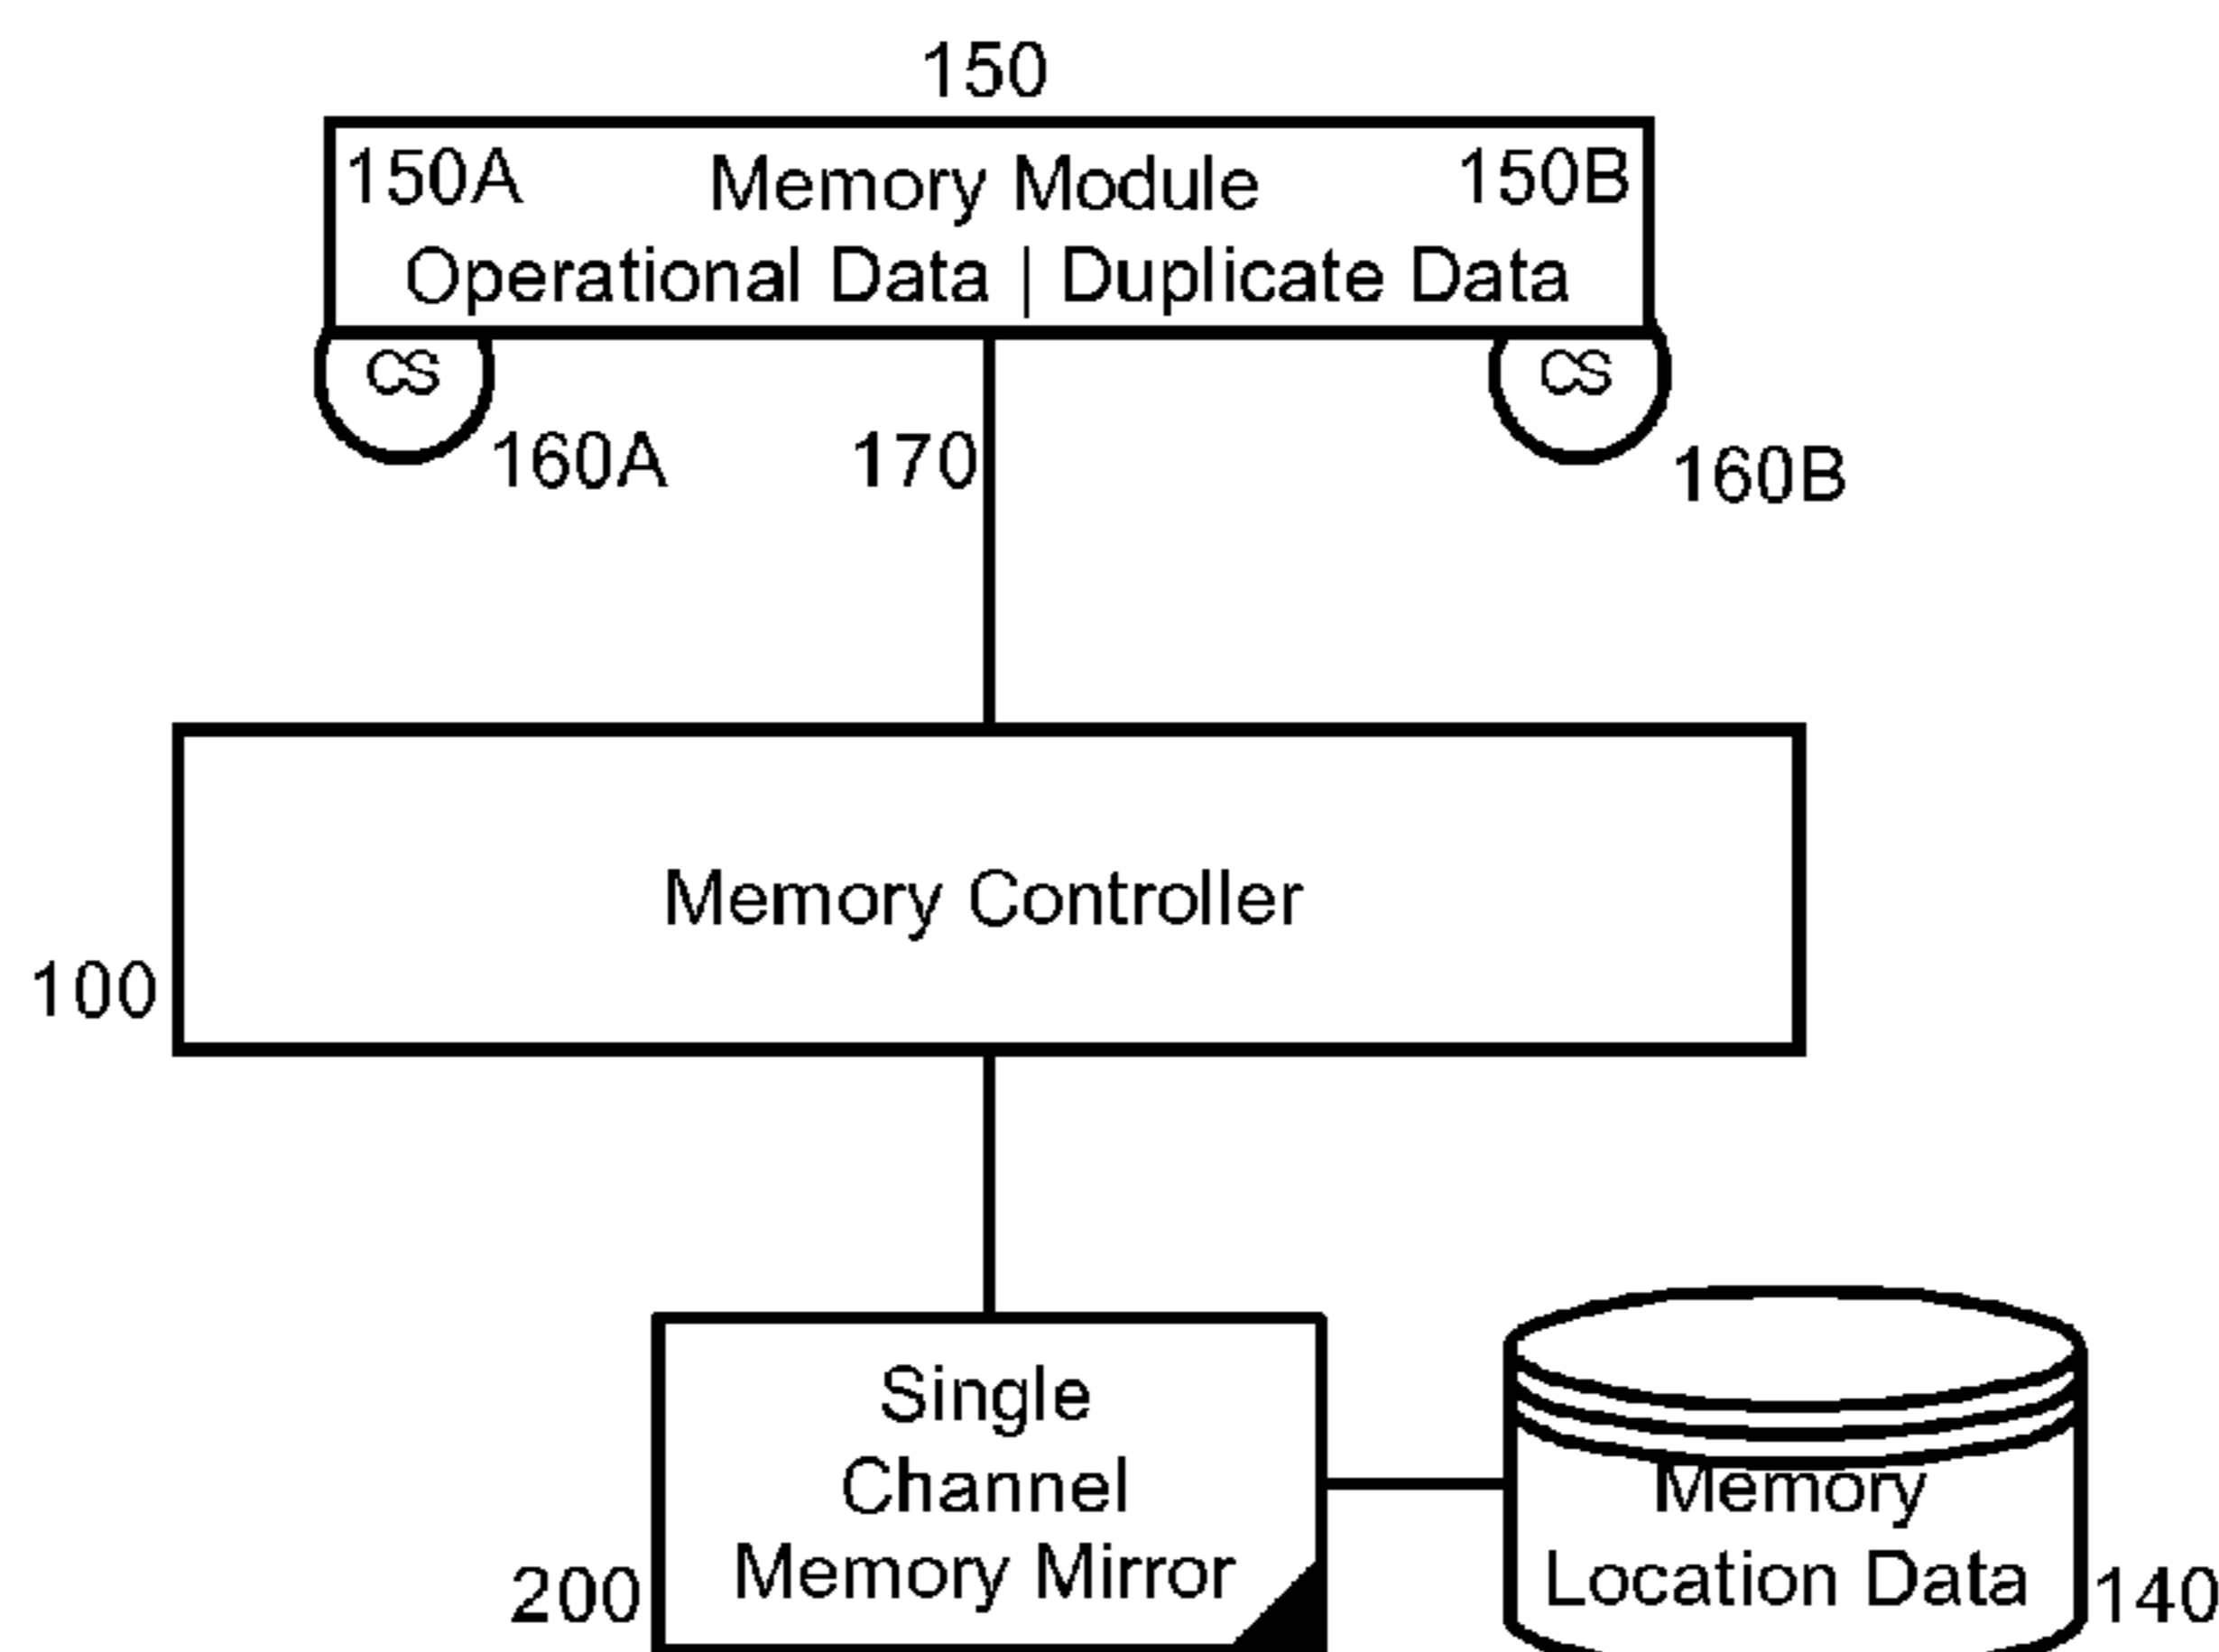 150
150A Memory Module 150B
Operational Data | Duplicate Data
CS CS
160A 170 160B
Memory Controller
100
Single
Channel
Memory Mirror
200
Memory
Location Data
140